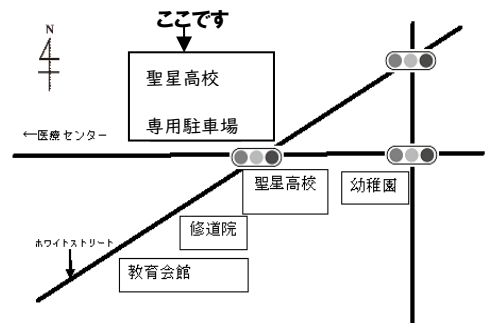 ここです
N
聖星高校
専用駐車場
←医療センター
聖星高校
幼稚園
修道院
ホワイトストリート
教育会館